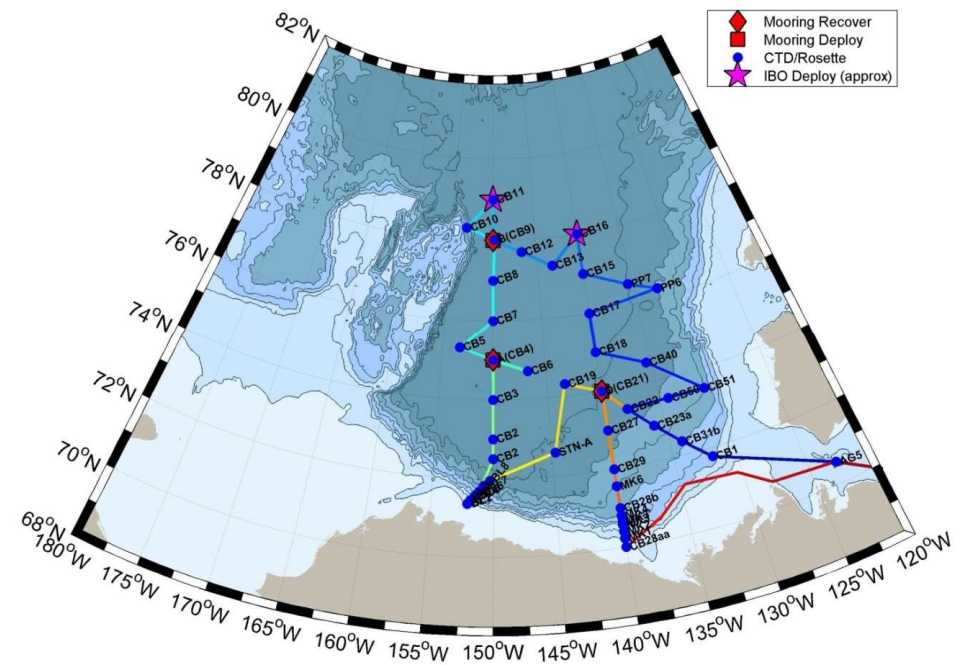 82°N
Mooring Recover
Mooring Deploy
CTD/Rosette
IBO Deploy (approx)
80°N
78°N
76°N
74°N
72°N
70°N
68°N
CB11
CB10
(CB9)
CB16
CB12
CB13
CB15
CB8
PP7
PP6
CB17
CB7
CB5
(CB4)
CB18
CB6
CB40
CB19
(CB21)
CB51
CB50
CB3
CB22
CB23a
CB27
CB2
CB31b
STN-A
CB2
CB1
AG5
CB29
MK6
CB28b
CB28aa
180°W
175°W
170°W
165°W
160°W
155°W
150°W
145°W
140°W
135°W
130°W
125°W
120°W